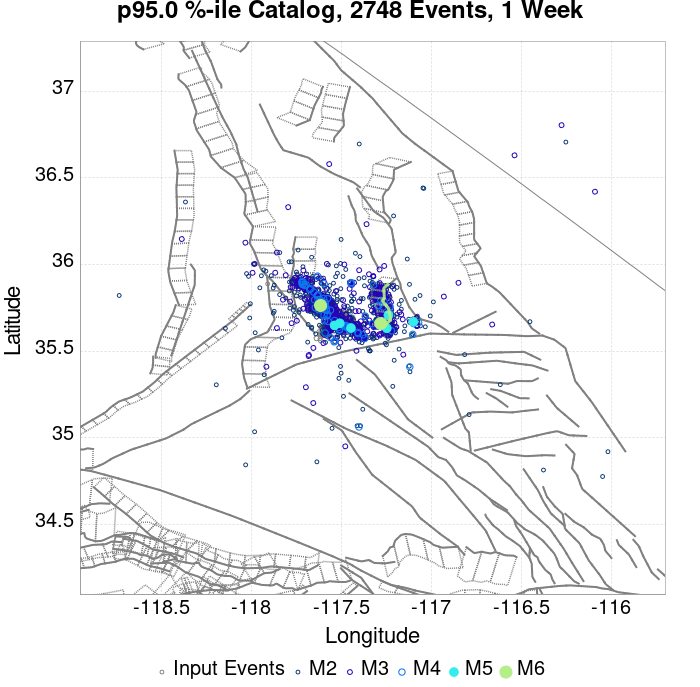 p95.0 %-ile Catalog, 2748 Events, 1 Week
37
36.5
36
35.5
35
34.5
Latitude
-118.5 -118 -117.5 -117 -116.5 -116
Longitude
Input Events M2 M3 M4 M5 M6